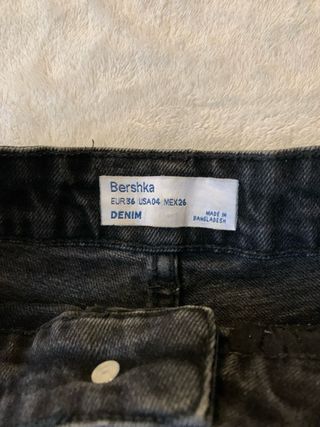 Bershka
EUR36 USA04 MEX26
DENIM
MADE IN
BANGLADESH